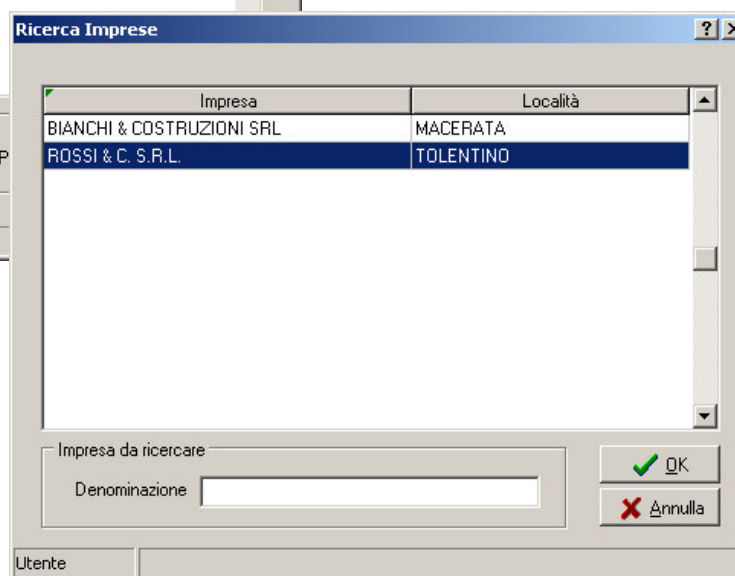 Ricerca Imprese
Impresa Località
BIANCHI & COSTRUZIONI SRL MACERATA
ROSSI & C. S.R.L. TOLENTINO
P
Impresa da ricercare
Denominazione
OK
Annulla
Utente